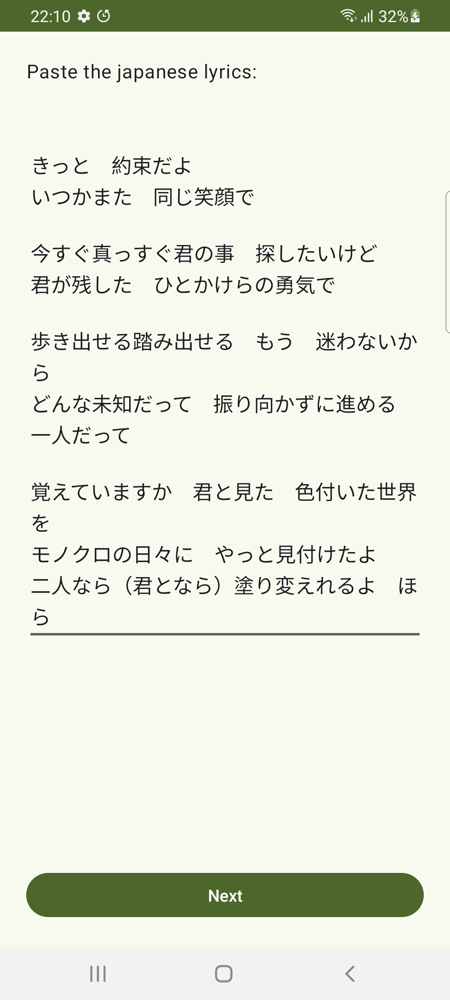 22:10
32%
Paste the japanese lyrics:
きっと　約束だよ
いつかまた　同じ笑顔で
今すぐ真っすぐ君の事　探したいけど
君が残した　ひとかけらの勇気で
歩き出せる踏み出せる　もう　迷わないか
ら
どんな未知だって　振り向かずに進める
一人だって
覚えていますか　君と見た　色付いた世界
を
モノクロの日々に　やっと見付けたよ
二人なら（君となら）塗り変えれるよ　ほ
ら
Next